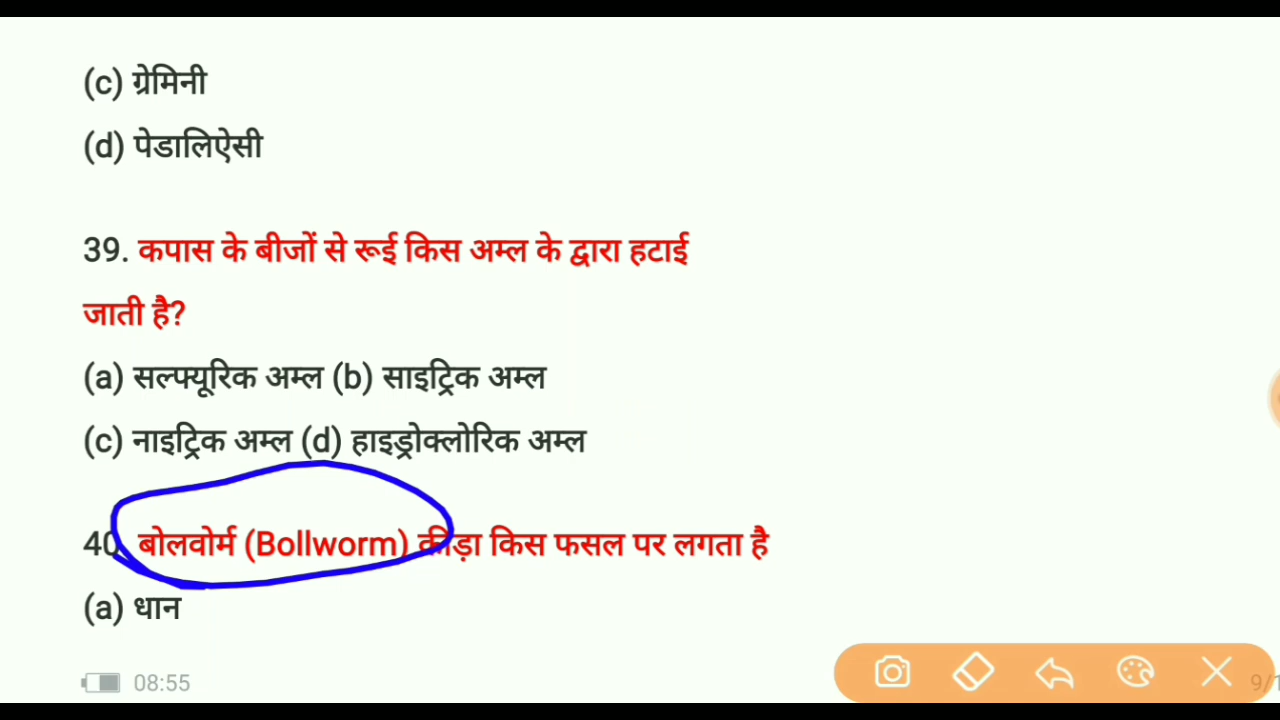 (c) ग्रेमिनी
(d) पेडालिऐसी
39. कपास के बीजों से रूई किस अम्ल के द्वारा हटाई
जाती है?
(a) सल्फ्यूरिक अम्ल (b) साइट्रिक अम्ल
(c) नाइट्रिक अम्ल (d) हाइड्रोक्लोरिक अम्ल
40. बोलवोर्म (Bollworm) कीड़ा किस फसल पर लगता है
(a) धान
08:55